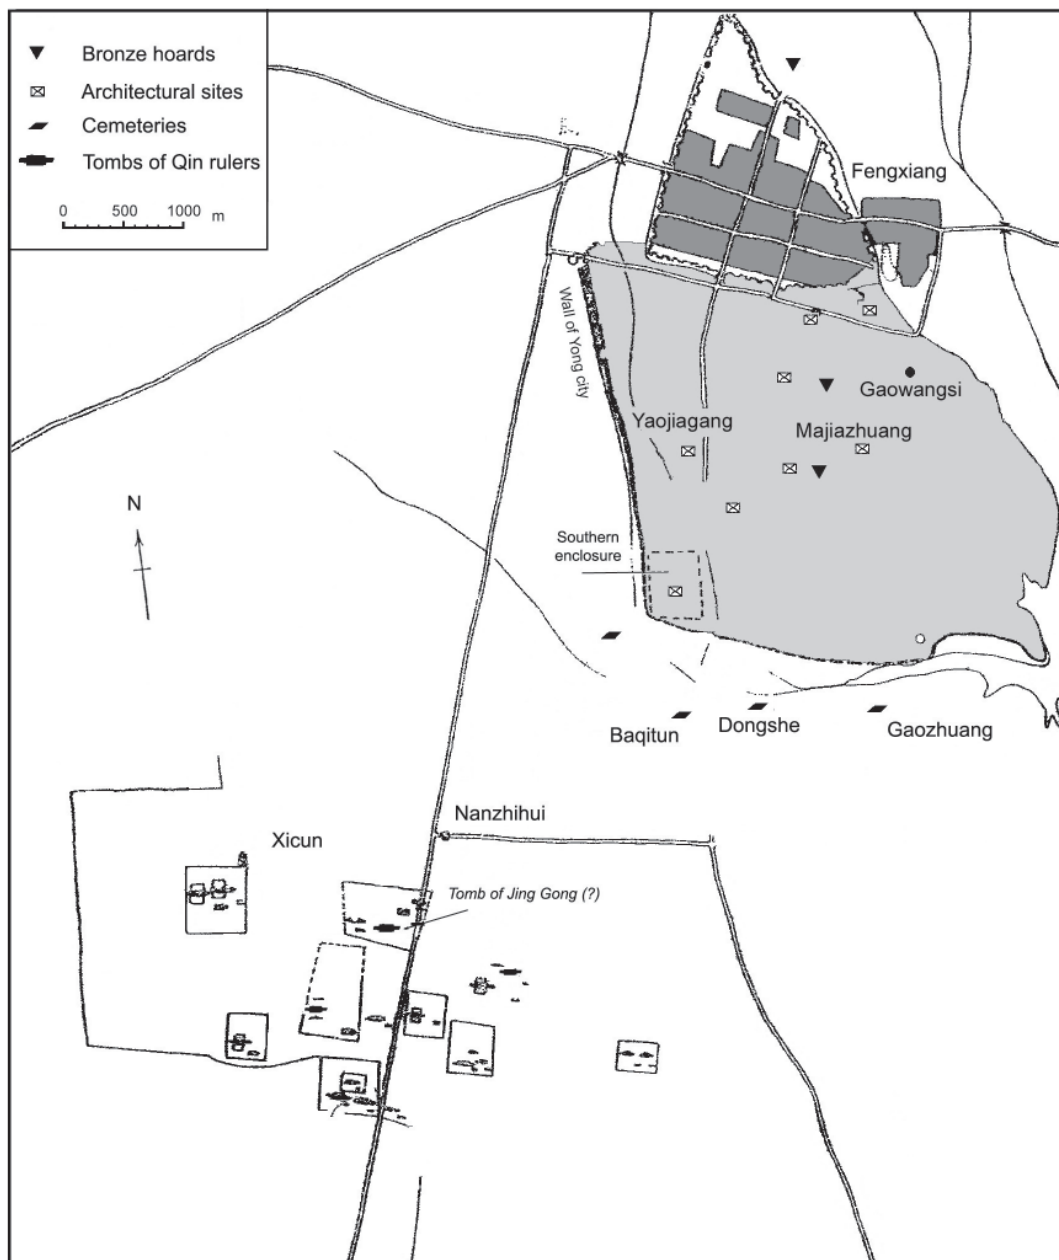 Bronze hoards
Architectural sites
Cemeteries
Tombs of Qin rulers
0 500 1000 m
Fengxiang
Wall of Yong city
Gaowangsi
Yaojiagang
Majiazhuang
N
Southern
enclosure
Baqitun
Dongshe
Gaozhuang
Nanzhihui
Xicun
Tomb of Jing Gong (?)